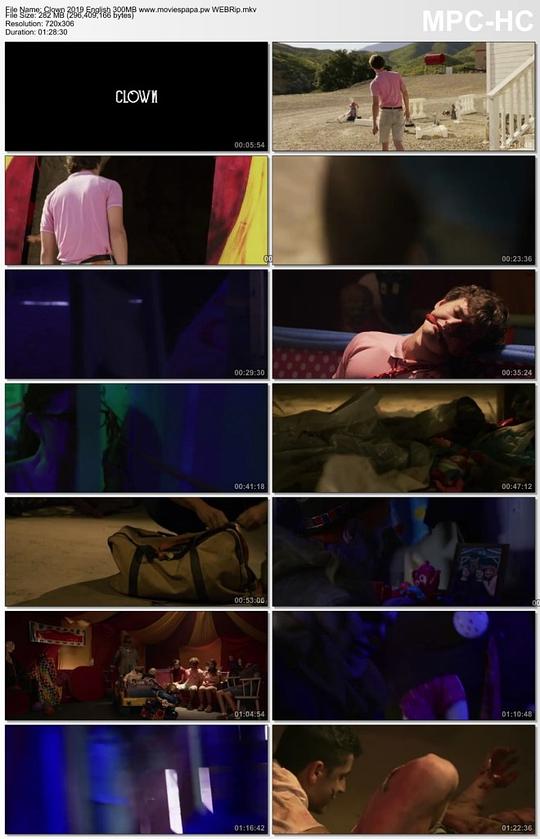 File Name: Clown 2019 English 300MB www.moviespapa.pw WEBRip.mkv
File Size: 282 MB (296,409,166 bytes)
Resolution: 720x306
Duration: 01:28:30
MPC-HC
CLOWN
00:05:54
00:23:36
00:29:30
00:35:24
00:41:18
00:47:12
00:53:06
01:04:54
01:10:48
01:16:42
01:22:36